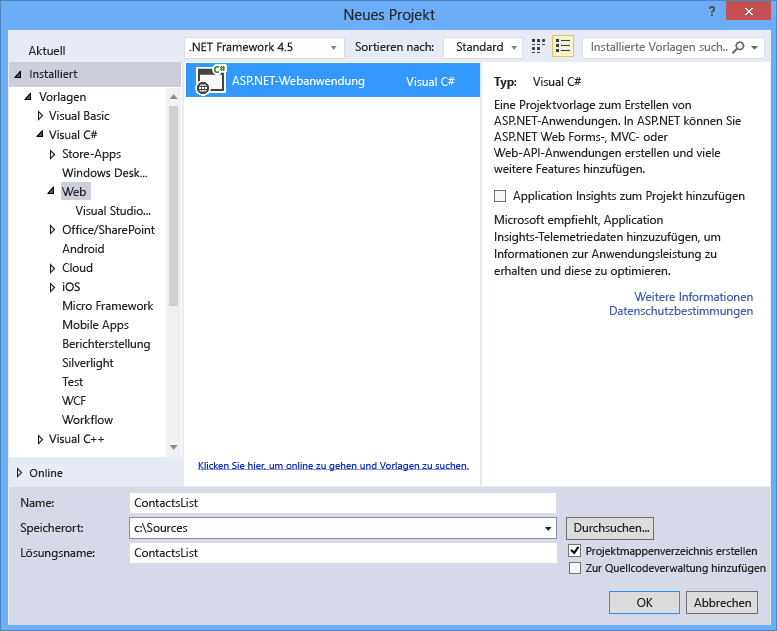 Neues Projekt
?
Aktuell
.NET Framework 4.5
Sortieren nach:
Standard
Installierte Vorlagen such..
Installiert
Vorlagen
Visual Basic
Visual C#
Store-Apps
Windows Desk...
Web
Visual Studio...
Office/SharePoint
Android
Cloud
iOS
Micro Framework
Mobile Apps
Berichterstellung
Silverlight
Test
WCF
Workflow
Visual C++
Online
C#
ASP.NET-Webanwendung
Visual C#
Klicken Sie hier, um online zu gehen und Vorlagen zu suchen.
Typ: Visual C#
Eine Projektvorlage zum Erstellen von
ASP.NET-Anwendungen. In ASP.NET können Sie
ASP.NET Web Forms-, MVC- oder
Web-API-Anwendungen erstellen und viele
weitere Features hinzufügen.
Application Insights zum Projekt hinzufügen
Microsoft empfiehlt, Application
Insights-Telemetriedaten hinzuzufügen, um
Informationen zur Anwendungsleistung zu
erhalten und diese zu optimieren.
Weitere Informationen
Datenschutzbestimmungen
Name:
ContactsList
Speicherort:
c:\Sources
Durchsuchen...
Lösungsname:
ContactsList
Projektmappenverzeichnis erstellen
Zur Quellcodeverwaltung hinzufügen
OK
Abbrechen